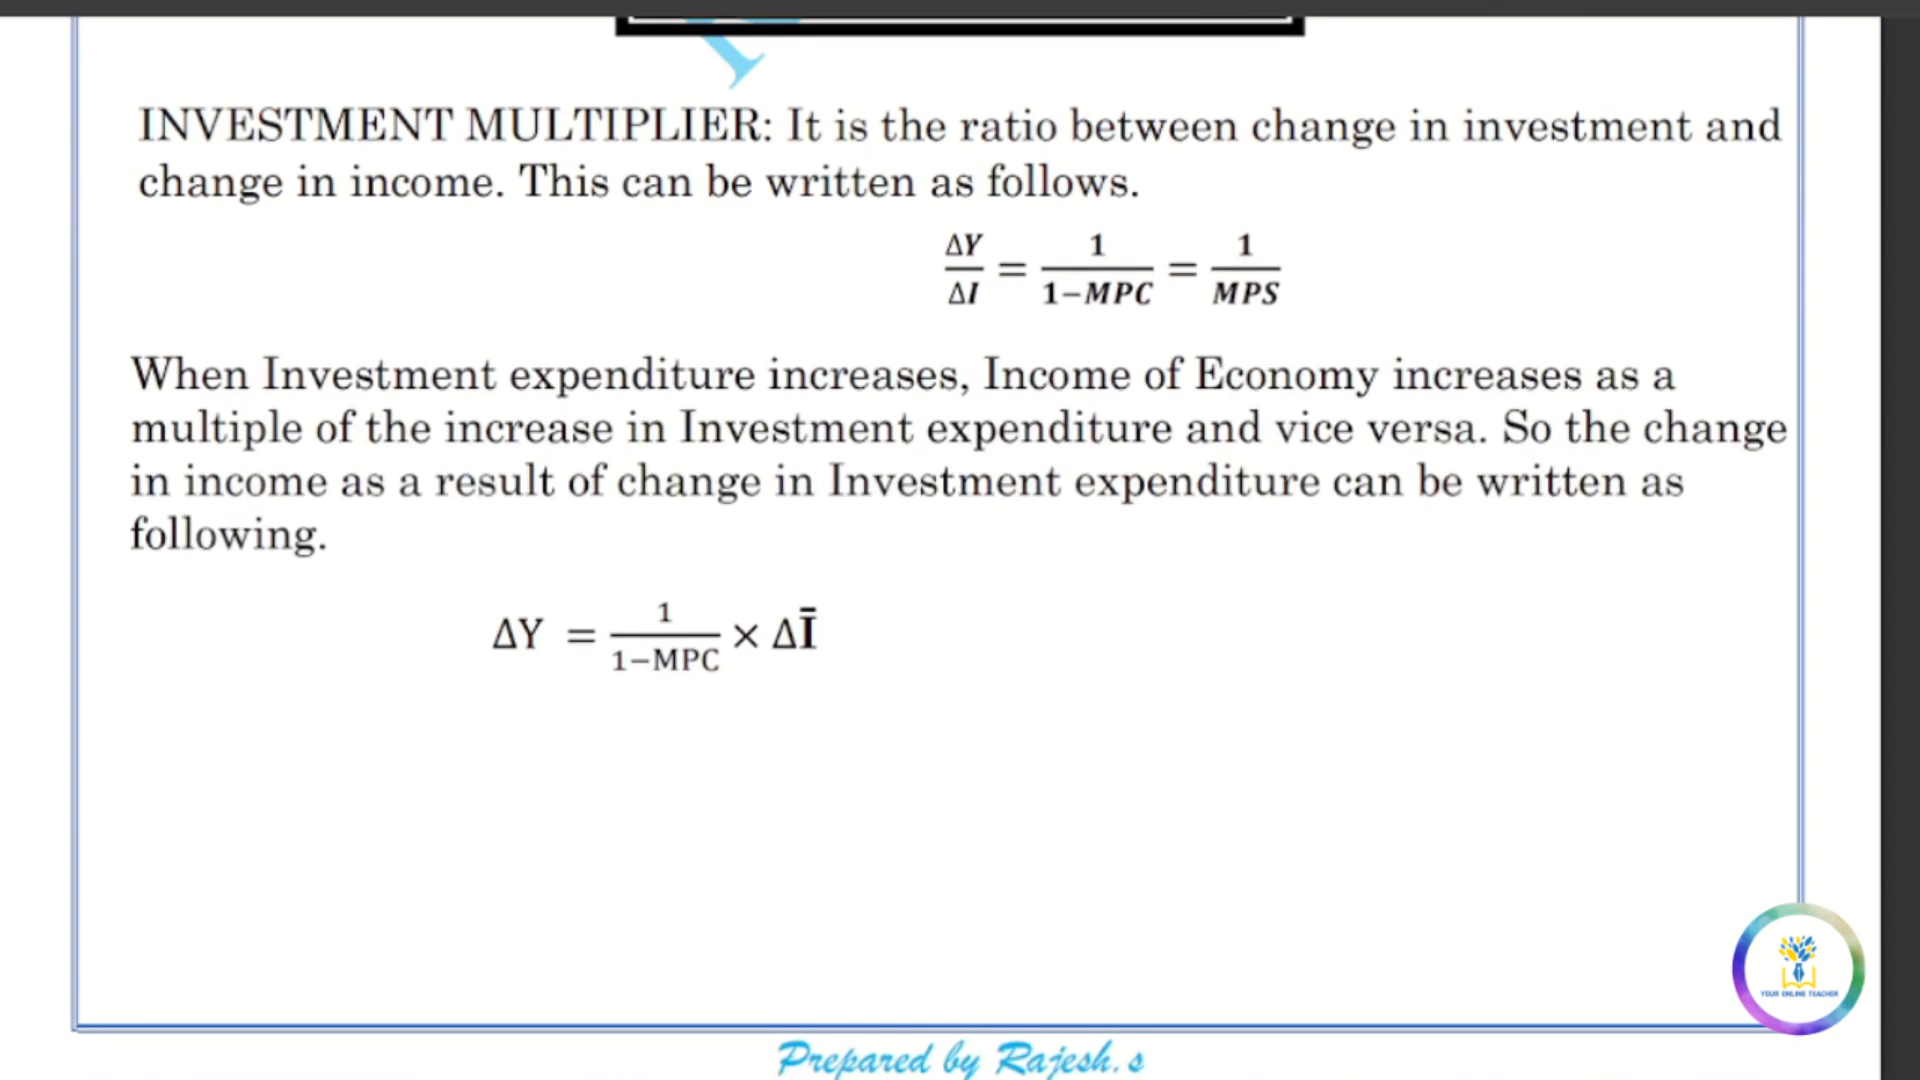 INVESTMENT MULTIPLIER: It is the ratio between change in investment and
change in income. This can be written as follows.
ΔY/ΔI = 1/1−MPC = 1/MPS
When Investment expenditure increases, Income of Economy increases as a
multiple of the increase in Investment expenditure and vice versa. So the change
in income as a result of change in Investment expenditure can be written as
following.
ΔY = 1/1−MPC × ΔĪ
YOUR ONLINE TEACHER
Prepared by Rajesh.s